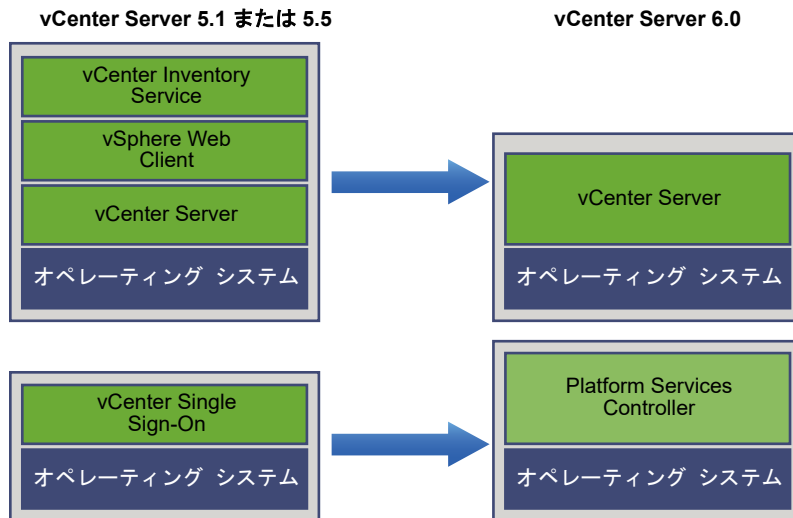 vCenter Server 5.1 または 5.5
vCenter Server 6.0
vCenter Inventory
Service
vSphere Web
Client
vCenter Server
オペレーティング システム
vCenter Server
オペレーティング システム
vCenter Single
Sign-On
オペレーティング システム
Platform Services
Controller
オペレーティング システム